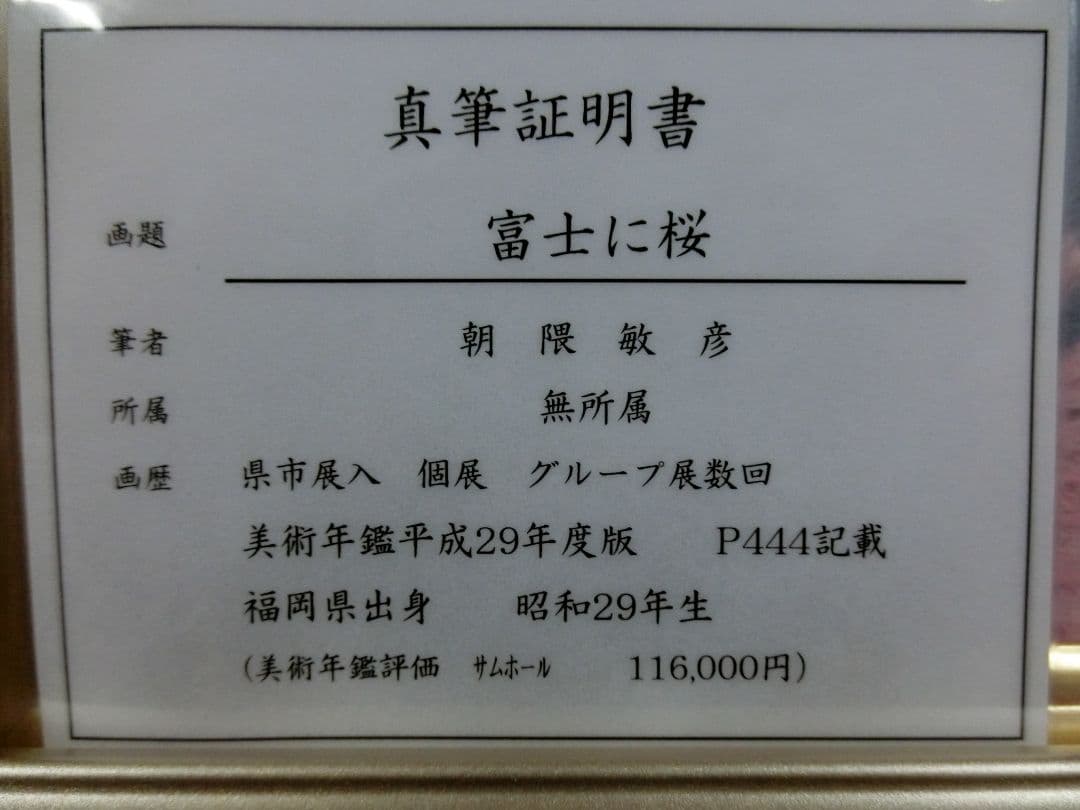 真筆証明書
画題 富士に桜
筆者 朝 隈 敏 彦
所属 無所属
画歴 県市展入 個展 グループ展数回
美術年鑑平成29年度版 P444記載
福岡県出身 昭和29年生
(美術年鑑評価 ｻﾑﾎｰﾙ 116,000円)